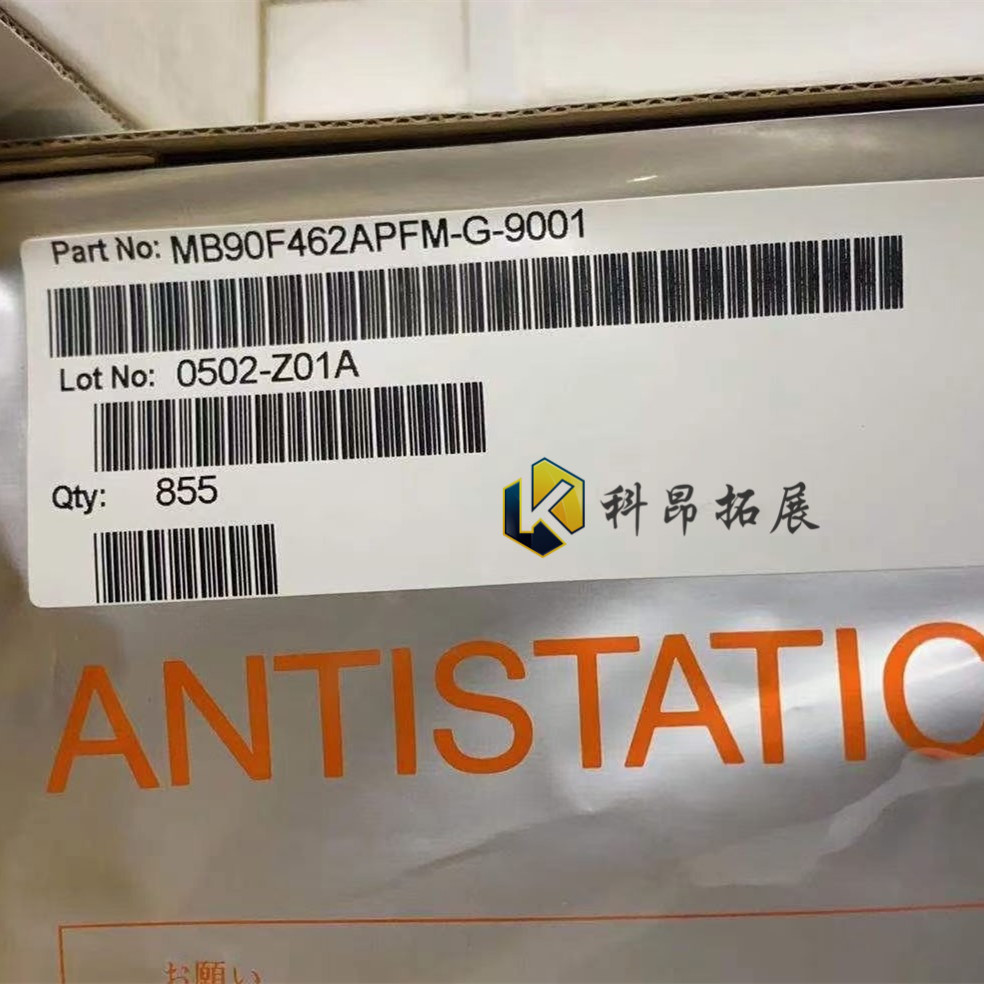 Part No: MB90F462APFM-G-9001
Lot No: 0502-Z01A
Qty: 855
科昂拓展
ANTISTATIC
お願い